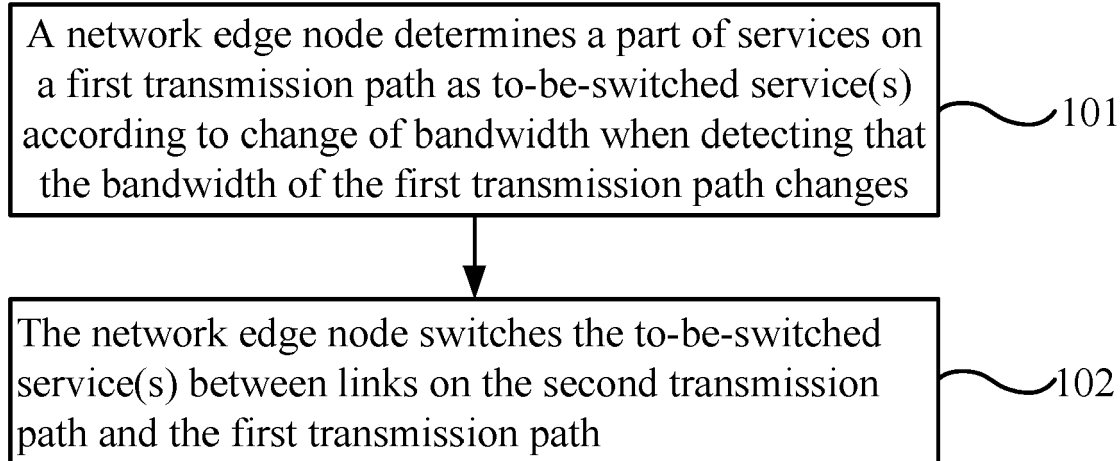 A network edge node determines a part of services on
a first transmission path as to-be-switched service(s)
according to change of bandwidth when detecting that
the bandwidth of the first transmission path changes
101
The network edge node switches the to-be-switched
service(s) between links on the second transmission
path and the first transmission path
102